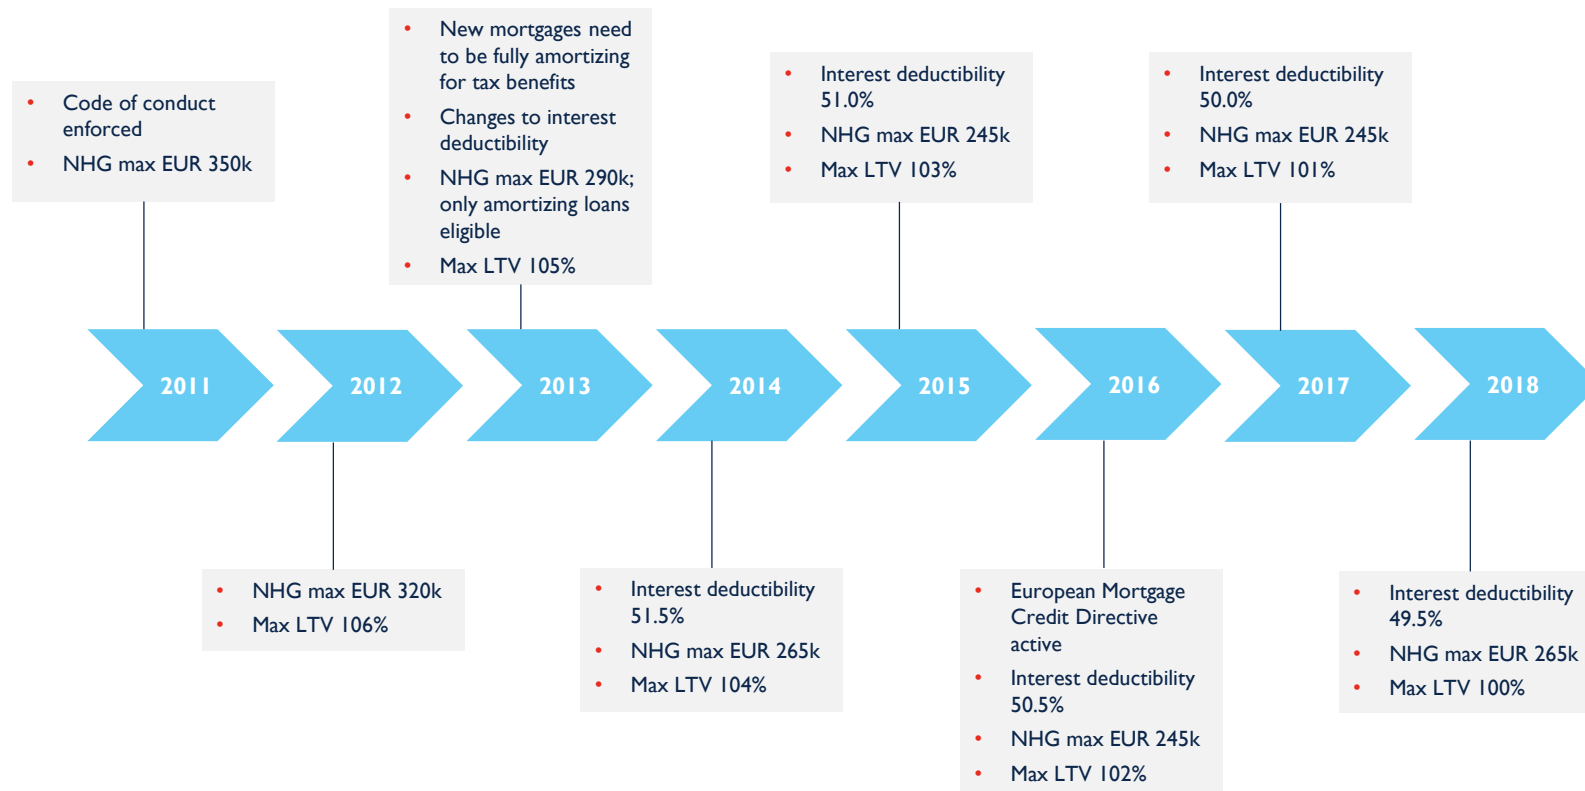 • Code of conduct
enforced
• NHG max EUR 350k
• New mortgages need
to be fully amortizing
for tax benefits
• Changes to interest
deductibility
• NHG max EUR 290k;
only amortizing loans
eligible
• Max LTV 105%
• Interest deductibility
51.0%
• NHG max EUR 245k
• Max LTV 103%
• Interest deductibility
50.0%
• NHG max EUR 245k
• Max LTV 101%
2011
2012
2013
2014
2015
2016
2017
2018
• NHG max EUR 320k
• Max LTV 106%
• Interest deductibility
51.5%
• NHG max EUR 265k
• Max LTV 104%
• European Mortgage
Credit Directive
active
• Interest deductibility
50.5%
• NHG max EUR 245k
• Max LTV 102%
• Interest deductibility
49.5%
• NHG max EUR 265k
• Max LTV 100%